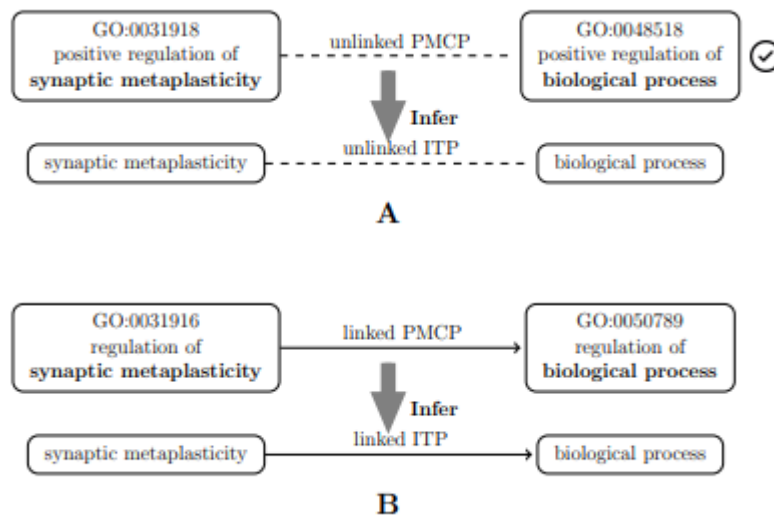 GO:0031918
positive regulation of
synaptic metaplasticity
unlinked PMCP
GO:0048518
positive regulation of
biological process
Infer
synaptic metaplasticity
unlinked ITP
biological process
A
GO:0031916
regulation of
synaptic metaplasticity
linked PMCP
GO:0050789
regulation of
biological process
Infer
synaptic metaplasticity
linked ITP
biological process
B